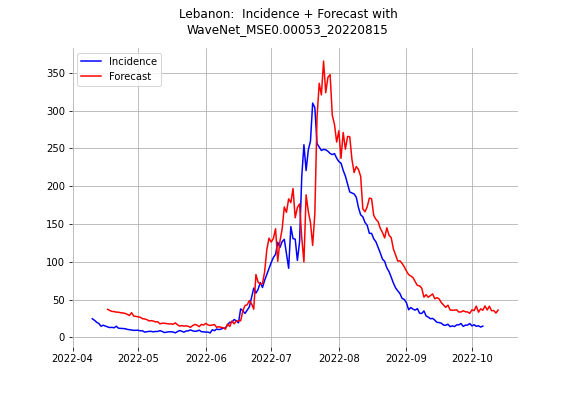 Lebanon:  Incidence + Forecast with
WaveNet_MSE0.00053_20220815
Incidence
Forecast
350
300
250
200
150
100
50
0
2022-04 2022-05 2022-06 2022-07 2022-08 2022-09 2022-10